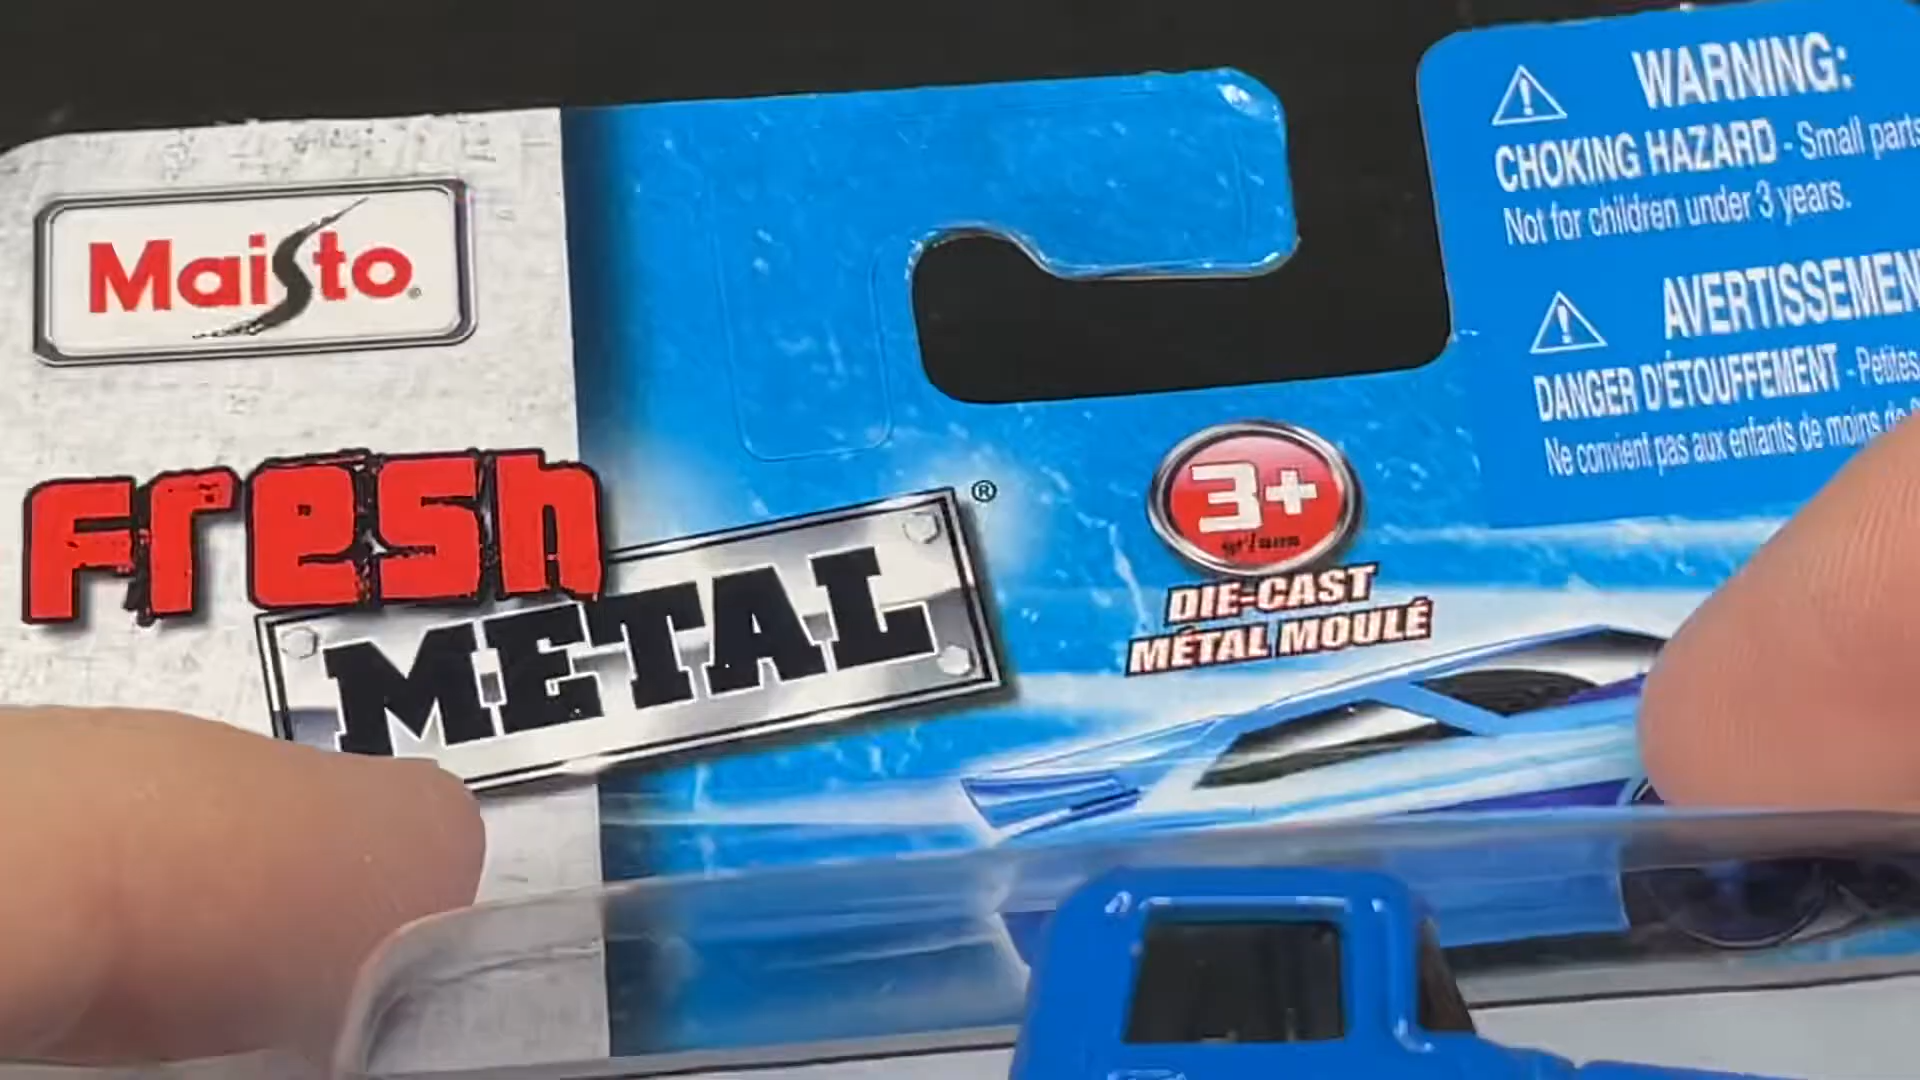 Maisto®
Fresh
METAL®
3+
DIE-CAST
MÉTAL MOULÉ
WARNING:
CHOKING HAZARD - Small parts
Not for children under 3 years.
AVERTISSEMEN
DANGER D'ÉTOUFFEMENT - Petites
Ne convient pas aux enfants de moins de